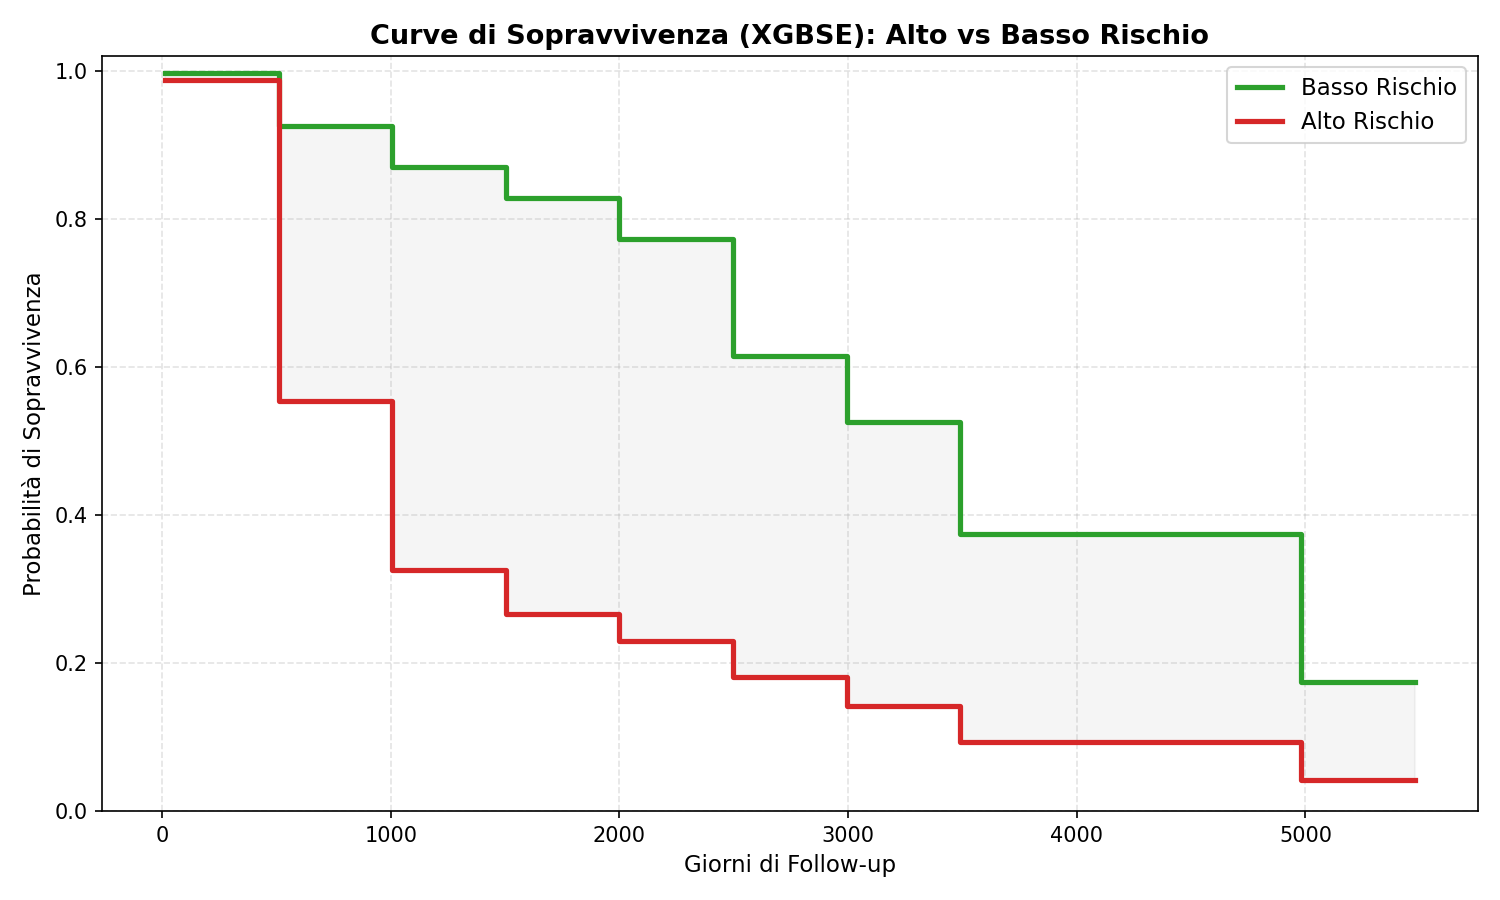 Curve di Sopravvivenza (XGBSE): Alto vs Basso Rischio
Basso Rischio
Alto Rischio
Probabilità di Sopravvivenza
1.0
0.8
0.6
0.4
0.2
0.0
0 1000 2000 3000 4000 5000
Giorni di Follow-up